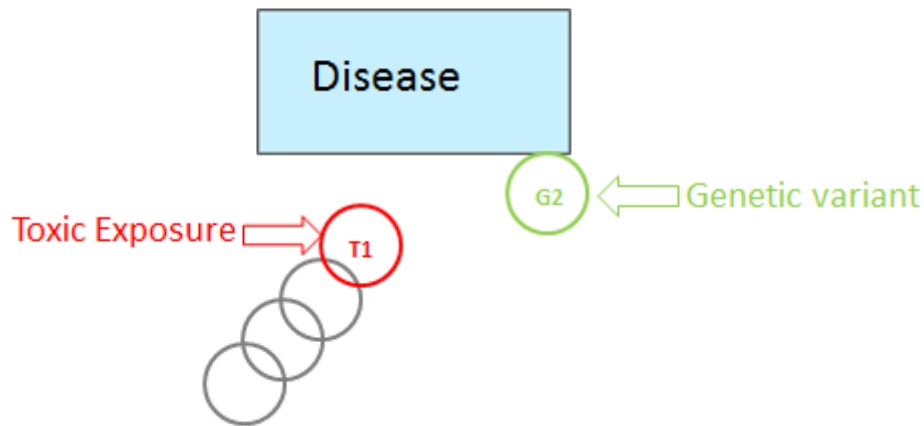 Disease
G2
Genetic variant
Toxic Exposure
T1